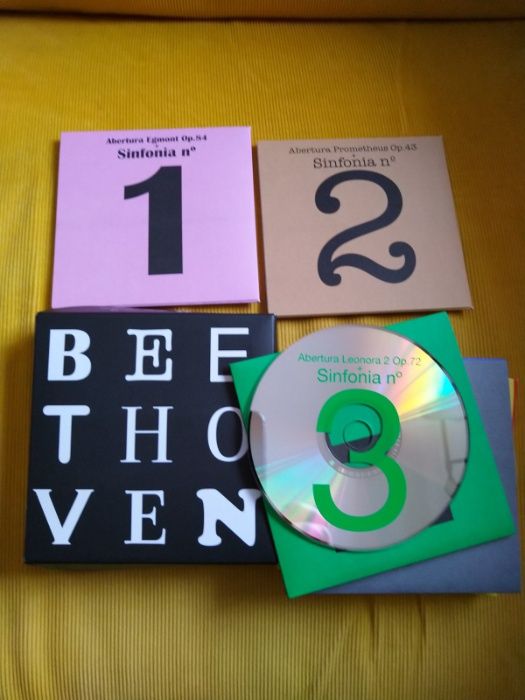 Abertura Egmont Op.84
+
Sinfonia nº
1
Abertura Prometheus Op.43
+
Sinfonia nº
2
BEE
THO
VEN
Abertura Leonora 2 Op.72
+
Sinfonia nº
3